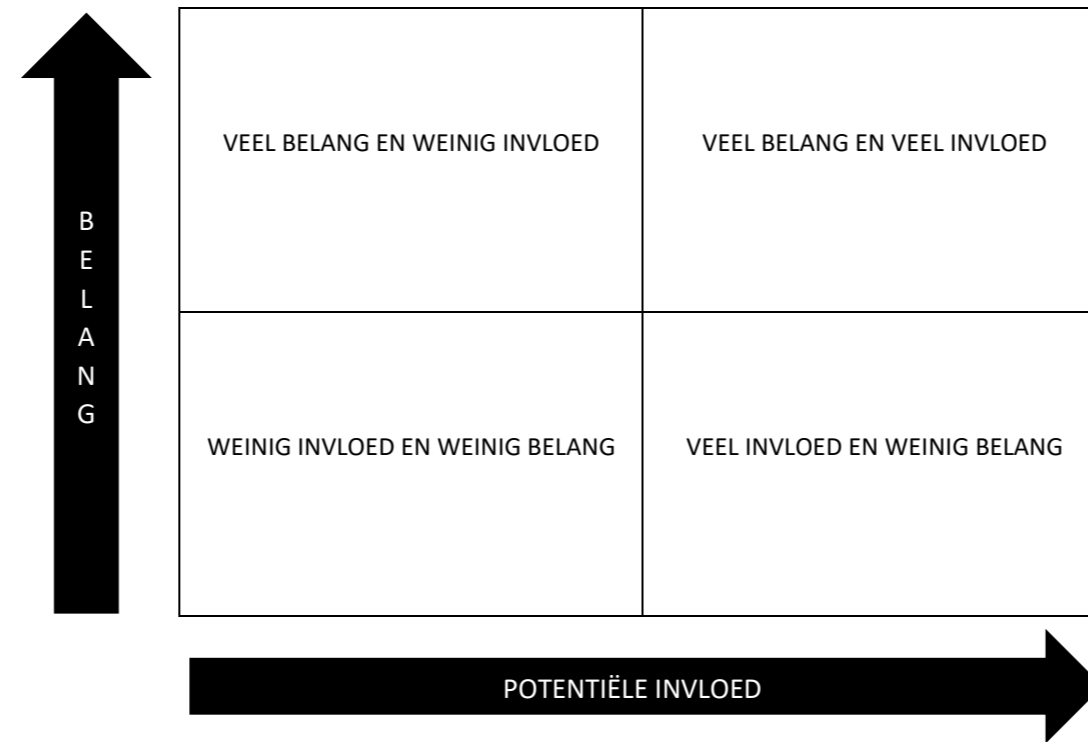 VEEL BELANG EN WEINIG INVLOED
VEEL BELANG EN VEEL INVLOED
BELANG
WEINIG INVLOED EN WEINIG BELANG
VEEL INVLOED EN WEINIG BELANG
POTENTIËLE INVLOED